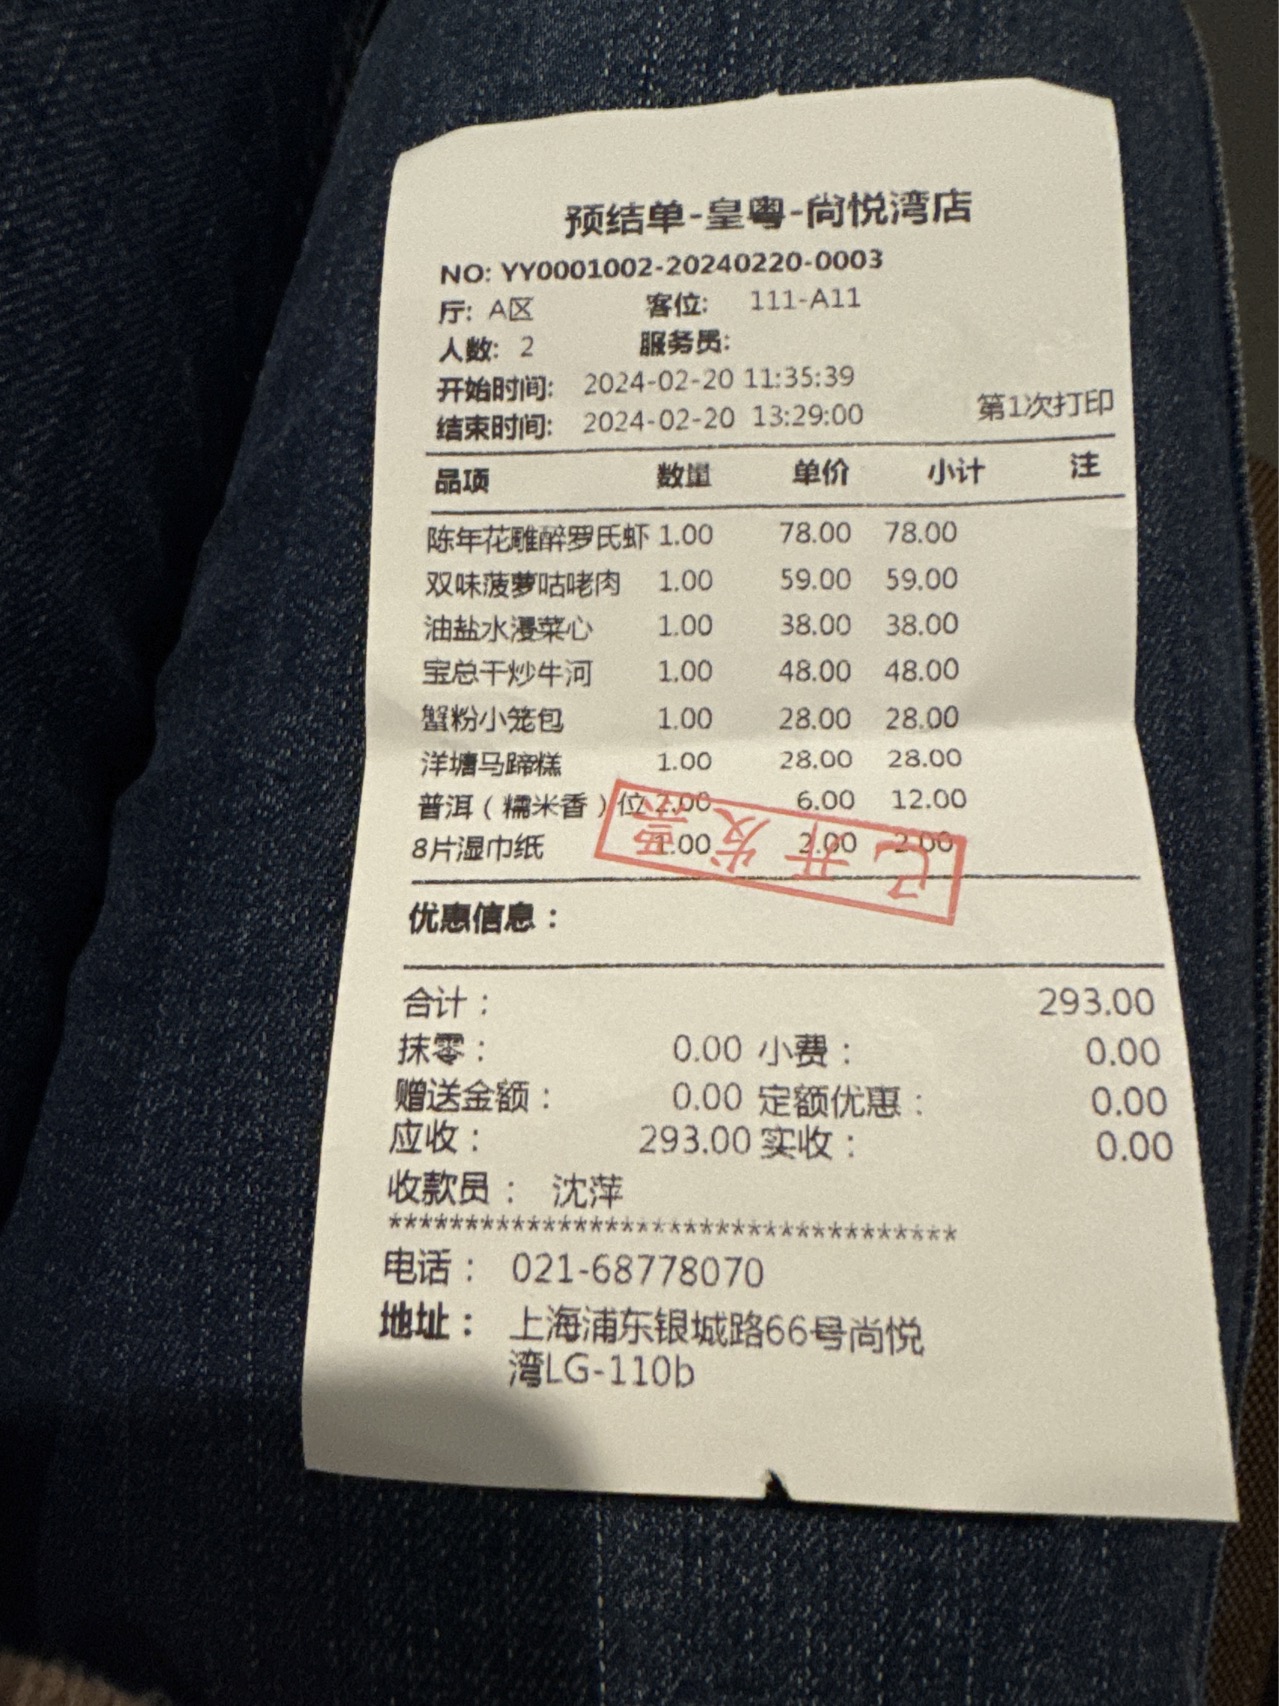 预结单-皇粤-尚悦湾店
NO: YY0001002-20240220-0003
厅: A区 客位: 111-A11
人数: 2 服务员:
开始时间: 2024-02-20 11:35:39
结束时间: 2024-02-20 13:29:00 第1次打印
品项 数量 单价 小计 注
陈年花雕醉罗氏虾 1.00 78.00 78.00
双味菠萝咕咾肉 1.00 59.00 59.00
油盐水浸菜心 1.00 38.00 38.00
宝总干炒牛河 1.00 48.00 48.00
蟹粉小笼包 1.00 28.00 28.00
洋塘马蹄糕 1.00 28.00 28.00
普洱（糯米香）位 2.00 6.00 12.00
8片湿巾纸 1.00 2.00 2.00
已开发票
优惠信息：
合计： 293.00
抹零： 0.00 小费： 0.00
赠送金额： 0.00 定额优惠： 0.00
应收： 293.00 实收： 0.00
收款员： 沈萍
*************************************
电话： 021-68778070
地址： 上海浦东银城路66号尚悦
湾LG-110b